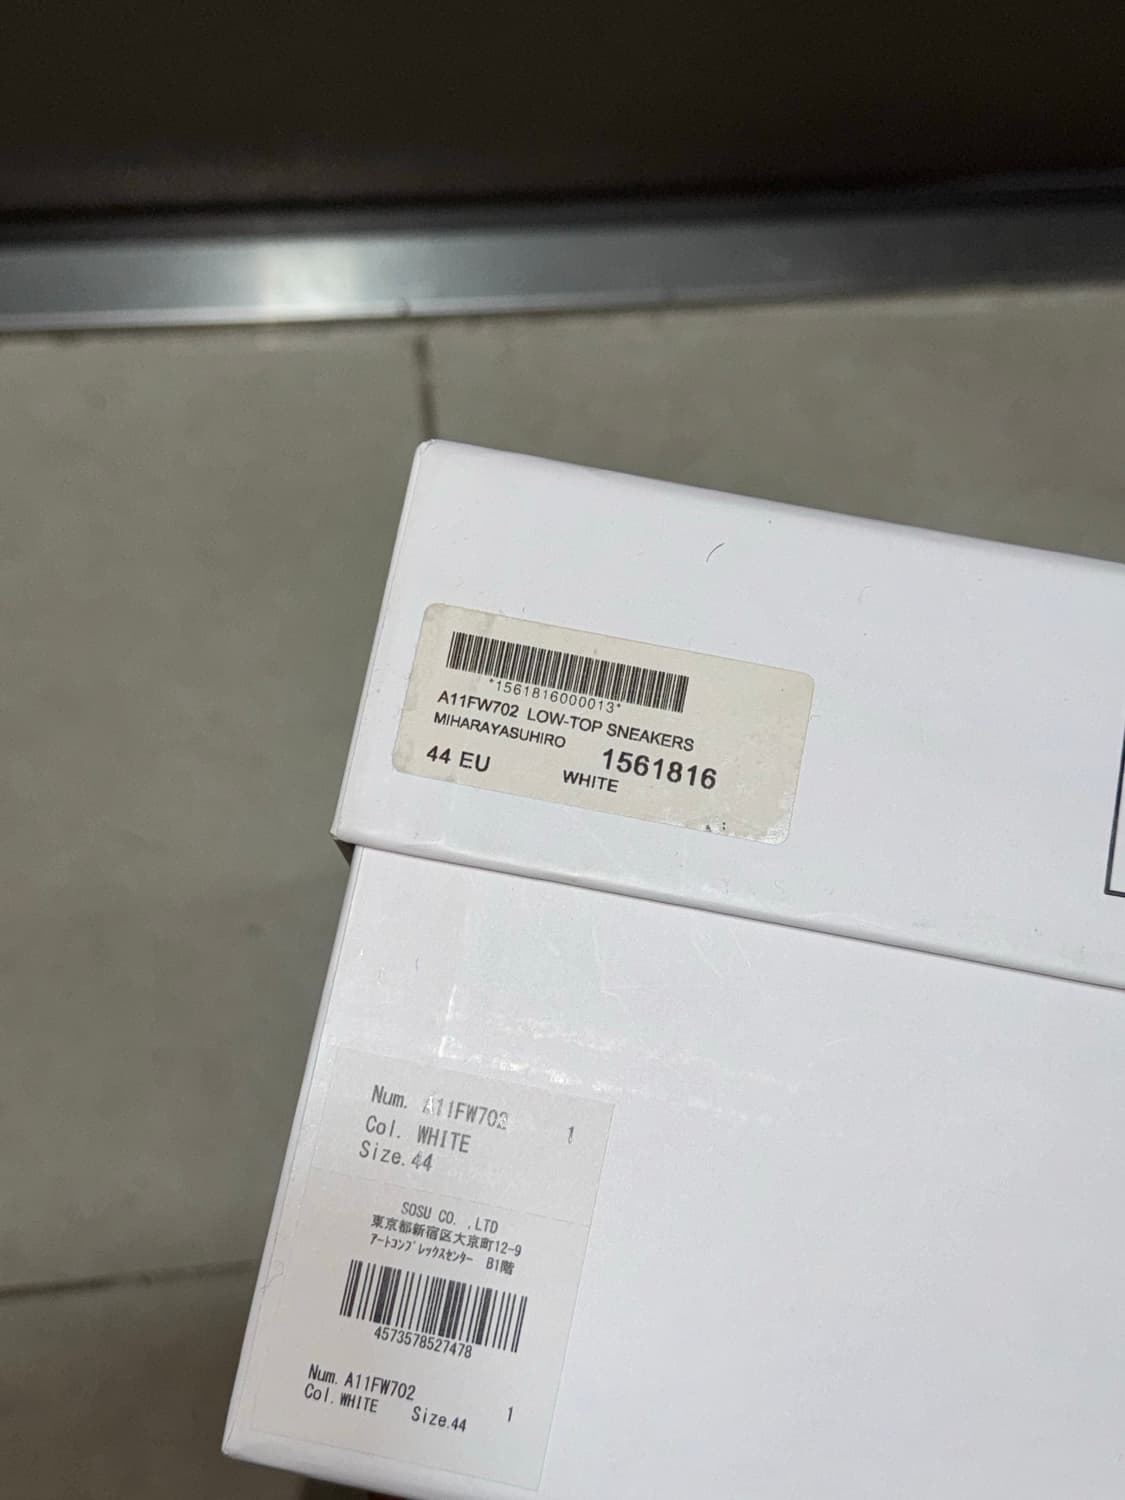 *1561816000013*
A11FW702 LOW-TOP SNEAKERS
MIHARAYASUHIRO 1561816
44 EU WHITE
Num. A11FW702 1
Col. WHITE
Size.44
SOSU CO. ,LTD
東京都新宿区大京町12-9
アートコンプレックスセンター B1階
4573578527478
Num. A11FW702
Col. WHITE Size.44 1